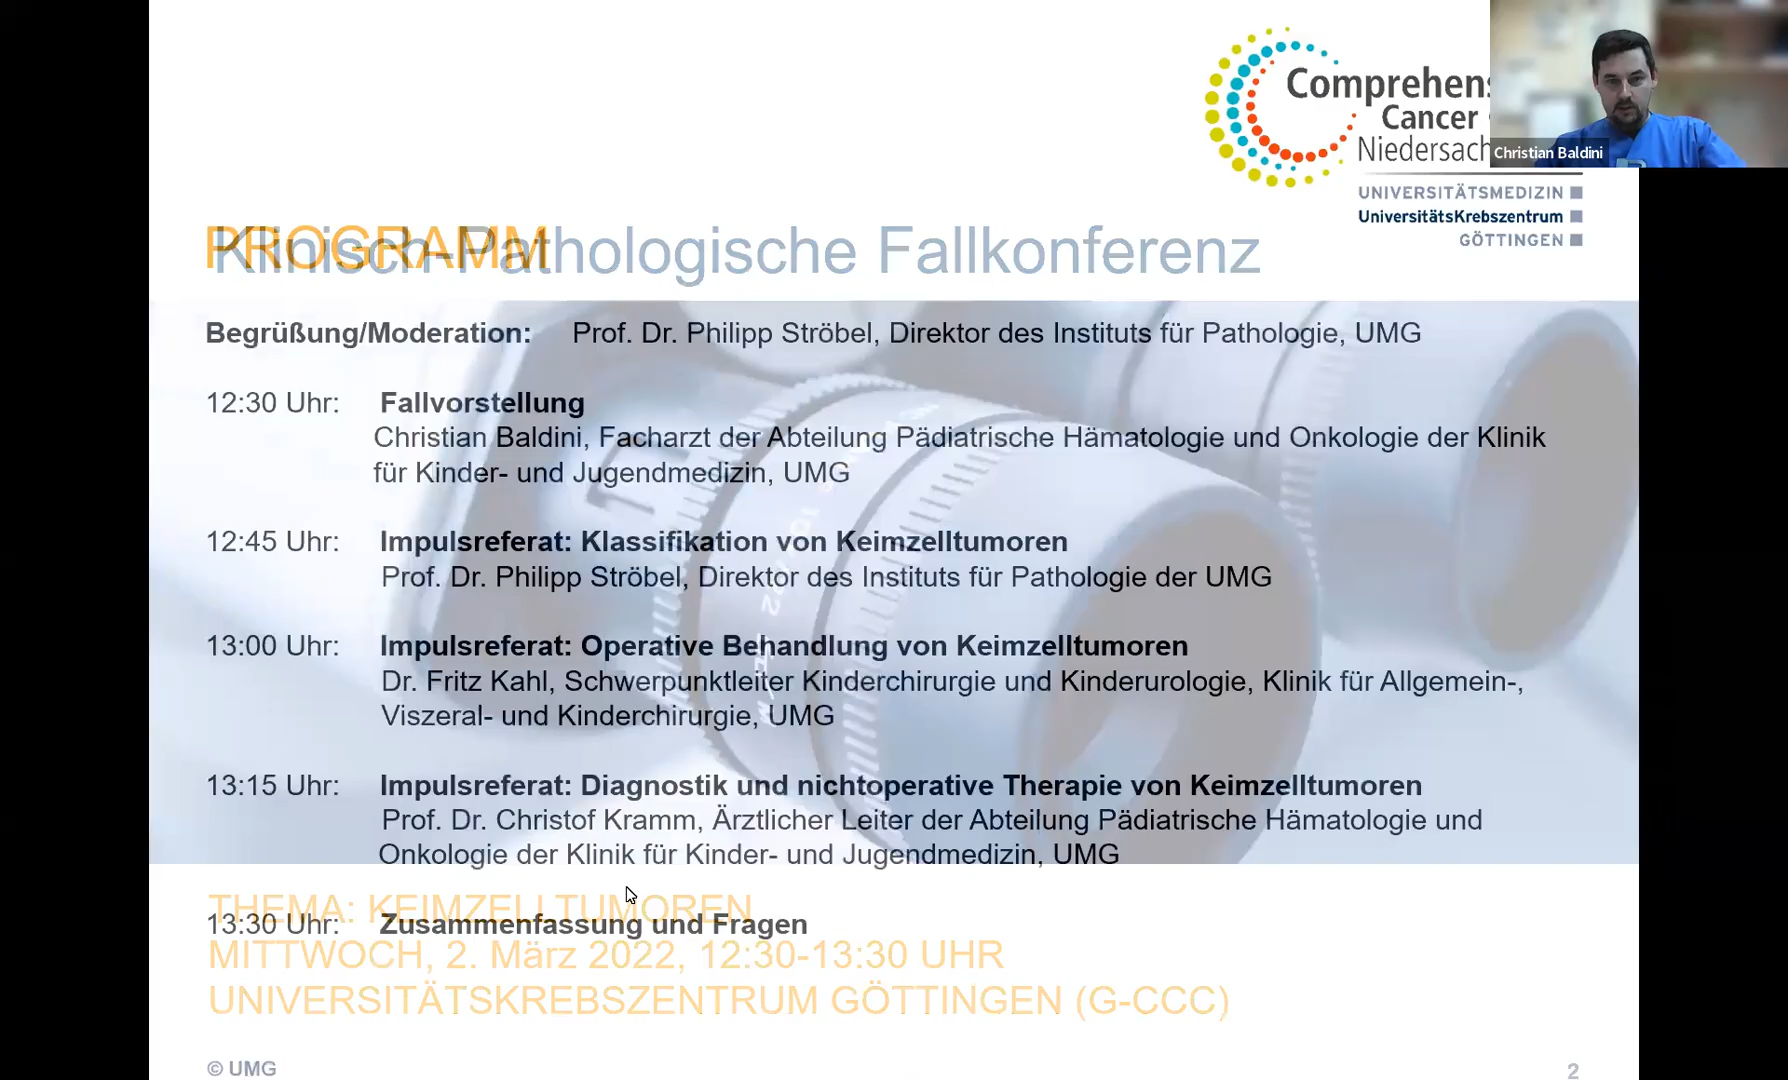 Comprehens
Cancer
Niedersach
Christian Baldini
UNIVERSITÄTSMEDIZIN
UniversitätsKrebszentrum
GÖTTINGEN
PROGRAMM
Klinisch-Pathologische Fallkonferenz
Begrüßung/Moderation: Prof. Dr. Philipp Ströbel, Direktor des Instituts für Pathologie, UMG
12:30 Uhr: Fallvorstellung
Christian Baldini, Facharzt der Abteilung Pädiatrische Hämatologie und Onkologie der Klinik
für Kinder- und Jugendmedizin, UMG
12:45 Uhr: Impulsreferat: Klassifikation von Keimzelltumoren
Prof. Dr. Philipp Ströbel, Direktor des Instituts für Pathologie der UMG
13:00 Uhr: Impulsreferat: Operative Behandlung von Keimzelltumoren
Dr. Fritz Kahl, Schwerpunktleiter Kinderchirurgie und Kinderurologie, Klinik für Allgemein-,
Viszeral- und Kinderchirurgie, UMG
13:15 Uhr: Impulsreferat: Diagnostik und nichtoperative Therapie von Keimzelltumoren
Prof. Dr. Christof Kramm, Ärztlicher Leiter der Abteilung Pädiatrische Hämatologie und
Onkologie der Klinik für Kinder- und Jugendmedizin, UMG
THEMA: KEIMZELLTUMOREN
13:30 Uhr: Zusammenfassung und Fragen
MITTWOCH, 2. März 2022, 12:30-13:30 UHR
UNIVERSITÄTSKREBSZENTRUM GÖTTINGEN (G-CCC)
© UMG
2